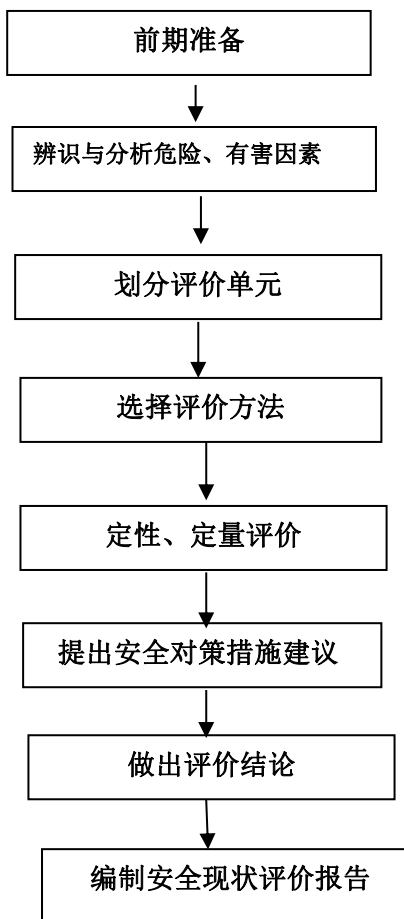 前期准备
辨识与分析危险、有害因素
划分评价单元
选择评价方法
定性、定量评价
提出安全对策措施建议
做出评价结论
编制安全现状评价报告